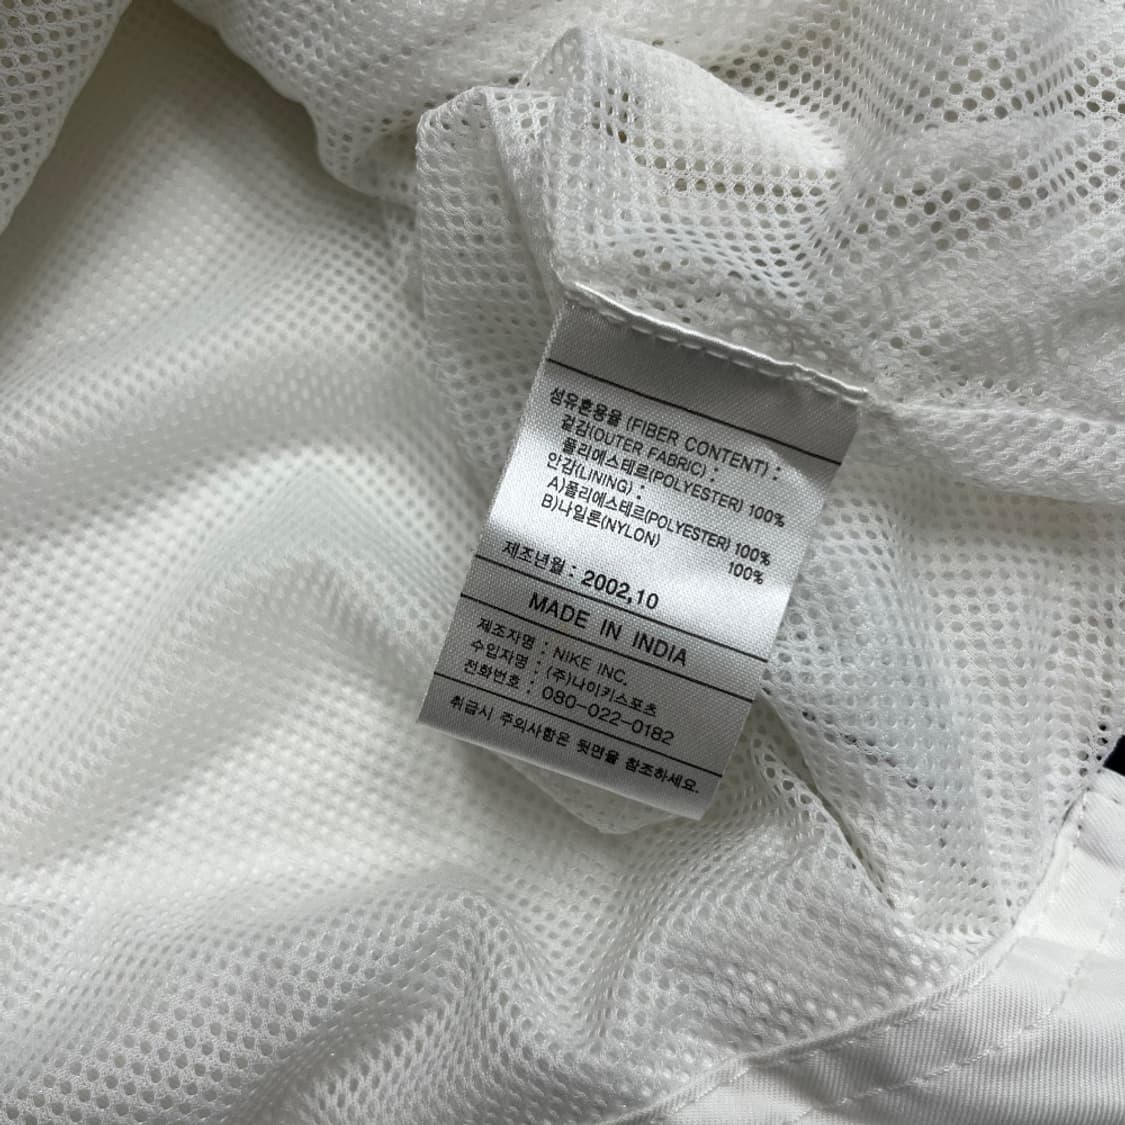 섬유혼용율 (FIBER CONTENT) :
겉감(OUTER FABRIC) :
폴리에스테르(POLYESTER) 100%
안감(LINING) :
A)폴리에스테르(POLYESTER) 100%
B)나일론(NYLON) 100%
제조년월 : 2002,10
MADE IN INDIA
제조자명 : NIKE INC.
수입자명 : (주)나이키스포츠
전화번호 : 080-022-0182
취급시 주의사항은 뒷면을 참조하세요.